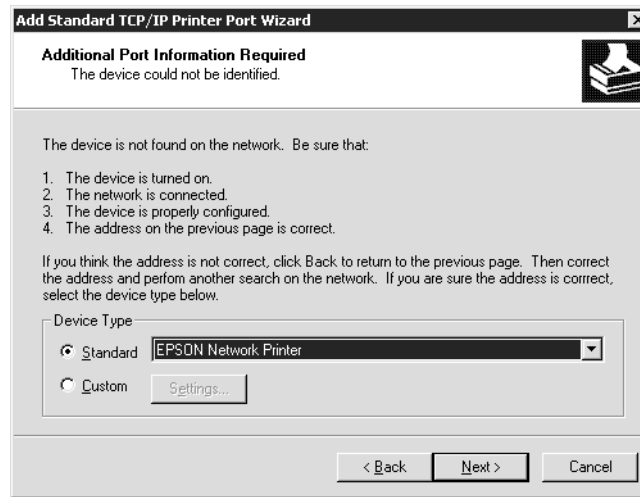 Add Standard TCP/IP Printer Port Wizard
Additional Port Information Required
The device could not be identified.
The device is not found on the network.  Be sure that:
1.  The device is turned on.
2.  The network is connected.
3.  The device is properly configured.
4.  The address on the previous page is correct.
If you think the address is not correct, click Back to return to the previous page.  Then correct
the address and perfom another search on the network.  If you are sure the address is corrrect,
select the device type below.
Device Type
Standard EPSON Network Printer
Custom Settings...
< Back Next > Cancel